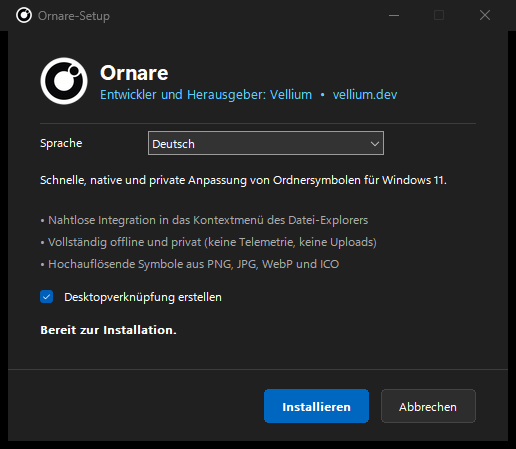 Ornare-Setup
Ornare
Entwickler und Herausgeber: Vellium • vellium.dev
Sprache
Deutsch
Schnelle, native und private Anpassung von Ordnersymbolen für Windows 11.
• Nahtlose Integration in das Kontextmenü des Datei-Explorers
• Vollständig offline und privat (keine Telemetrie, keine Uploads)
• Hochauflösende Symbole aus PNG, JPG, WebP und ICO
Desktopverknüpfung erstellen
Bereit zur Installation.
Installieren
Abbrechen